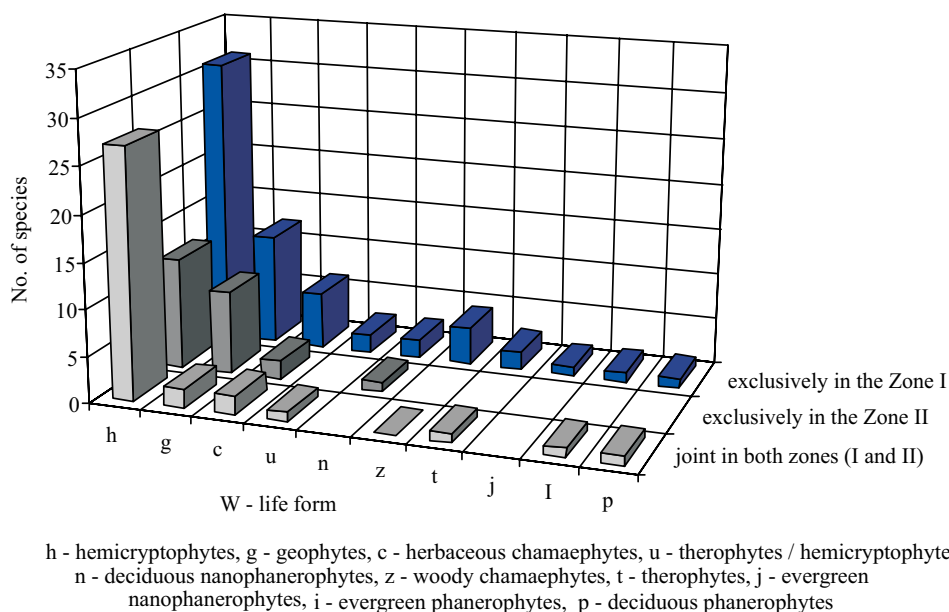 35
30
25
20
15
10
5
0
No. of species
h
g
c
u
n
z
t
j
I
p
exclusively in the Zone I
exclusively in the Zone II
joint in both zones (I and II)
W - life form
h - hemicryptophytes, g - geophytes, c - herbaceous chamaephytes, u - therophytes / hemicryptophyte
n - deciduous nanophanerophytes, z - woody chamaephytes, t - therophytes, j - evergreen
nanophanerophytes, i - evergreen phanerophytes, p - deciduous phanerophytes